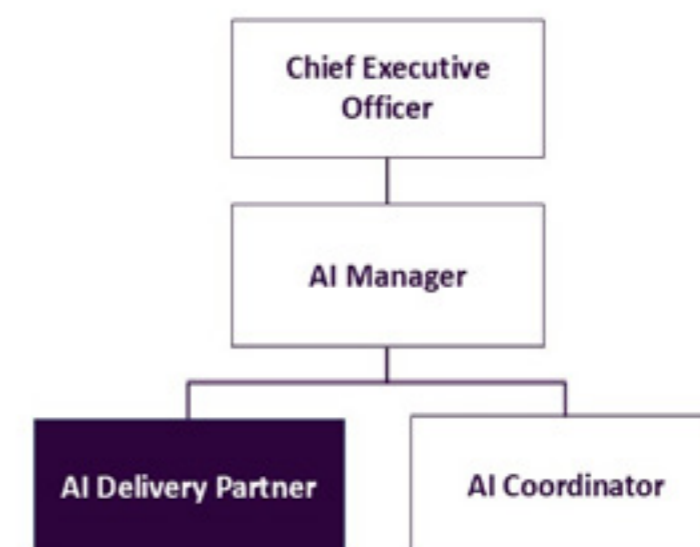 Chief Executive
Officer
AI Manager
AI Delivery Partner
AI Coordinator